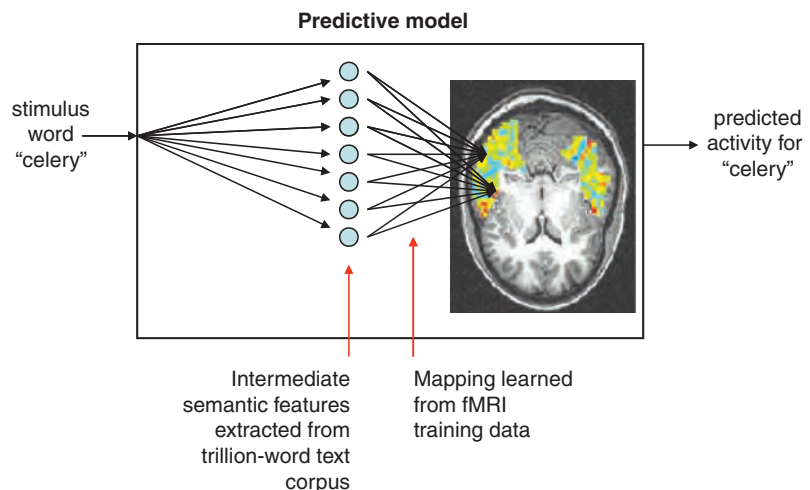 Predictive model
stimulus
word
“celery”
predicted
activity for
“celery”
Intermediate
semantic features
extracted from
trillion-word text
corpus
Mapping learned
from fMRI
training data